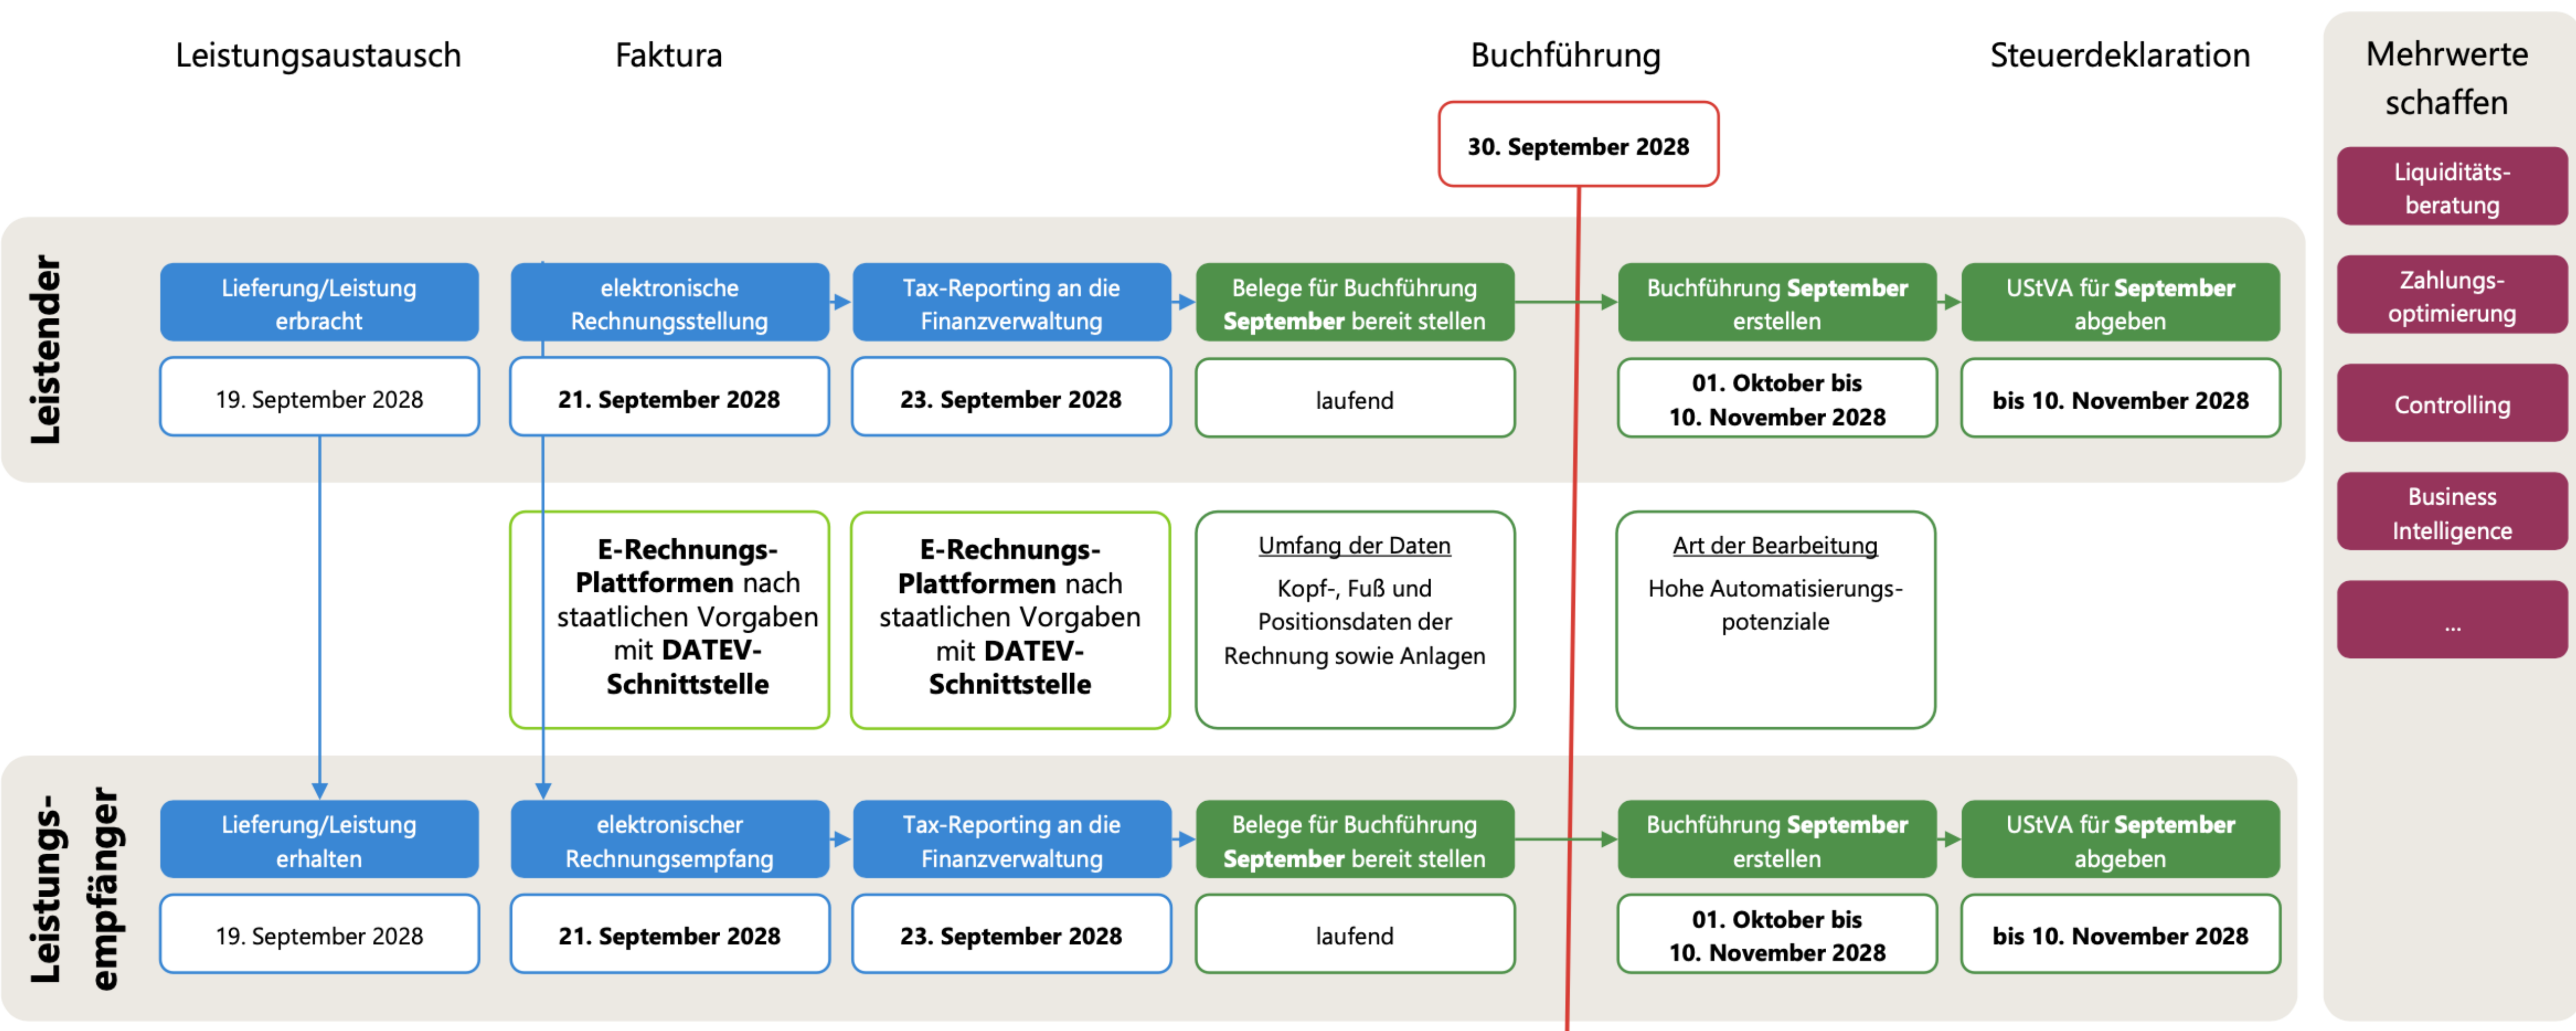 Leistungsaustausch
Faktura
Buchführung
Steuerdeklaration
30. September 2028
Leistender
Lieferung/Leistung
erbracht
19. September 2028
elektronische
Rechnungsstellung
21. September 2028
Tax-Reporting an die
Finanzverwaltung
23. September 2028
Belege für Buchführung
September bereit stellen
laufend
Buchführung September
erstellen
01. Oktober bis
10. November 2028
UStVA für September
abgeben
bis 10. November 2028
E-Rechnungs-
Plattformen nach
staatlichen Vorgaben
mit DATEV-
Schnittstelle
E-Rechnungs-
Plattformen nach
staatlichen Vorgaben
mit DATEV-
Schnittstelle
Umfang der Daten
Kopf-, Fuß und
Positionsdaten der
Rechnung sowie Anlagen
Art der Bearbeitung
Hohe Automatisierungs-
potenziale
Leistungs-
empfänger
Lieferung/Leistung
erhalten
19. September 2028
elektronischer
Rechnungsempfang
21. September 2028
Tax-Reporting an die
Finanzverwaltung
23. September 2028
Belege für Buchführung
September bereit stellen
laufend
Buchführung September
erstellen
01. Oktober bis
10. November 2028
UStVA für September
abgeben
bis 10. November 2028
Mehrwerte
schaffen
Liquiditäts-
beratung
Zahlungs-
optimierung
Controlling
Business
Intelligence
...